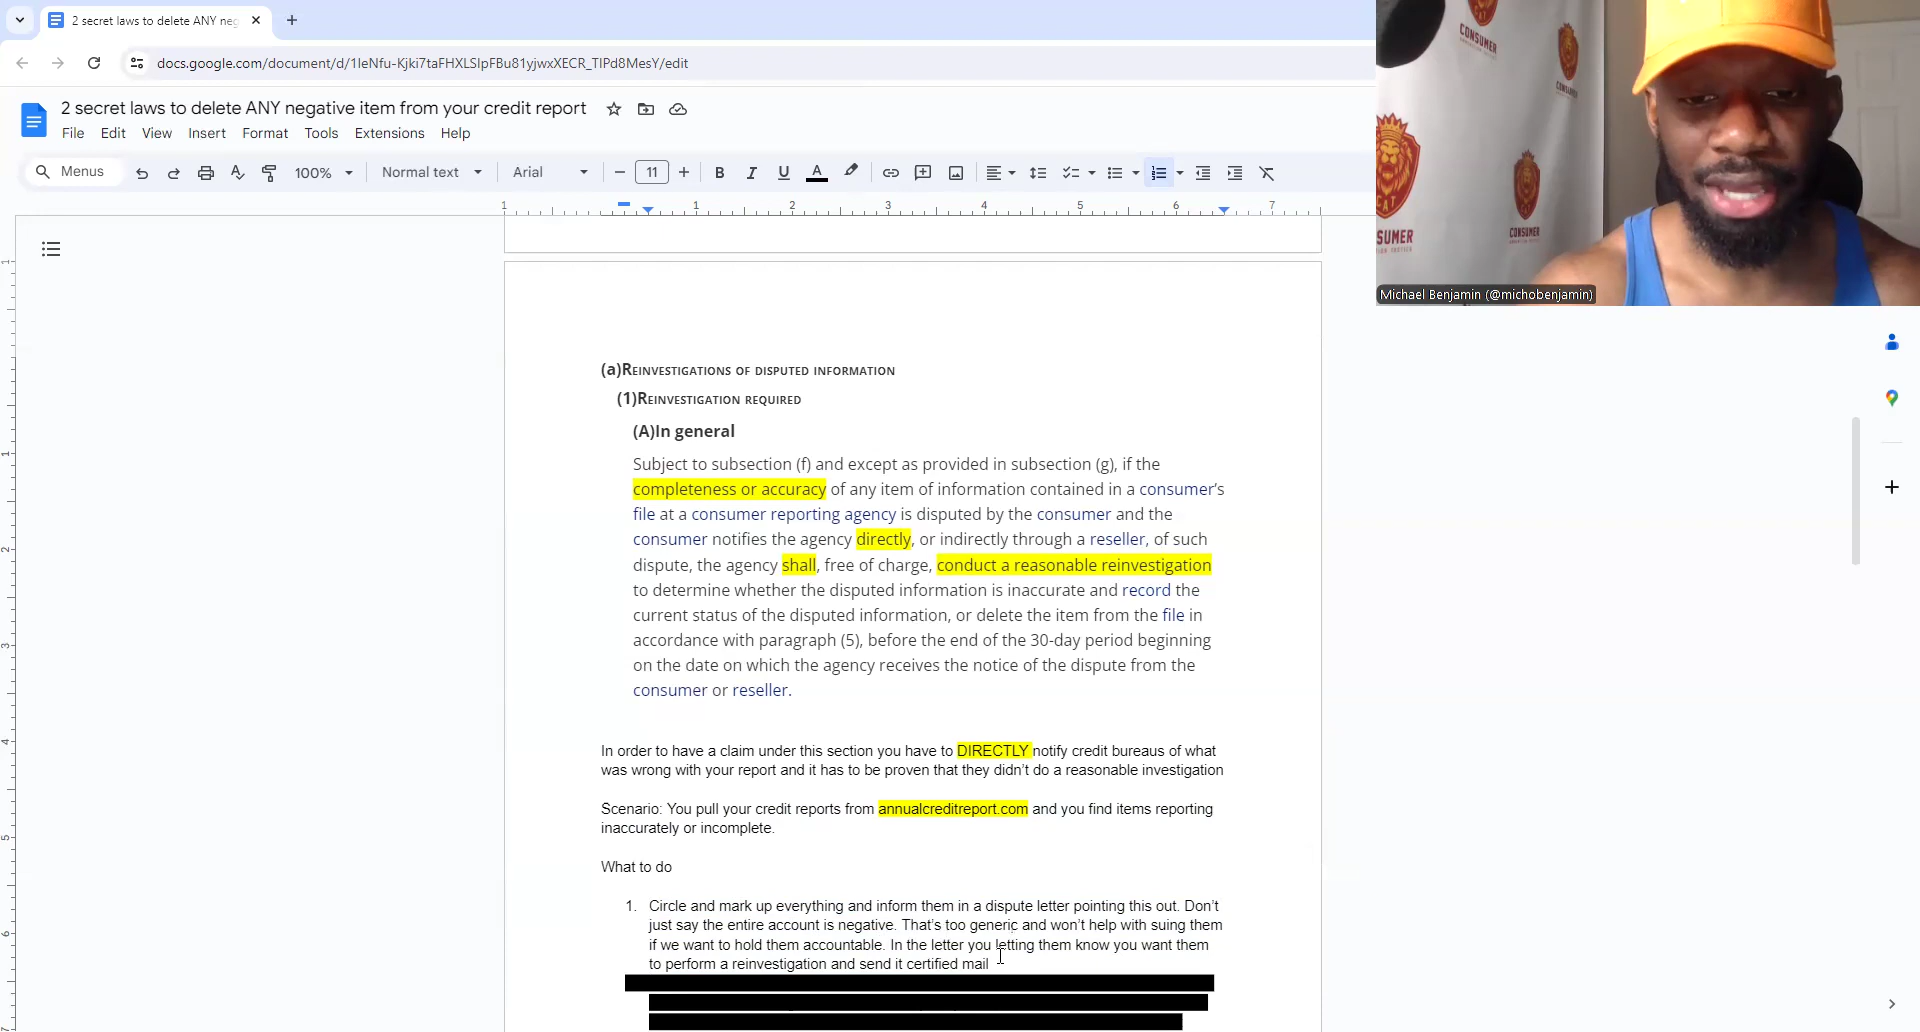 2 secret laws to delete ANY neg
docs.google.com/document/d/1IeNfu-Kjki7taFHXLSIpFBu81yjwxXECR_TIPd8MesY/edit
2 secret laws to delete ANY negative item from your credit report
File Edit View Insert Format Tools Extensions Help
Menus 100% Normal text Arial 11 B I U A
1 1 2 3 4 5 6 7
(a)REINVESTIGATIONS OF DISPUTED INFORMATION
(1)REINVESTIGATION REQUIRED
(A)In general
Subject to subsection (f) and except as provided in subsection (g), if the
completeness or accuracy of any item of information contained in a consumer's
file at a consumer reporting agency is disputed by the consumer and the
consumer notifies the agency directly, or indirectly through a reseller, of such
dispute, the agency shall, free of charge, conduct a reasonable reinvestigation
to determine whether the disputed information is inaccurate and record the
current status of the disputed information, or delete the item from the file in
accordance with paragraph (5), before the end of the 30-day period beginning
on the date on which the agency receives the notice of the dispute from the
consumer or reseller.
In order to have a claim under this section you have to DIRECTLY notify credit bureaus of what
was wrong with your report and it has to be proven that they didn't do a reasonable investigation
Scenario: You pull your credit reports from annualcreditreport.com and you find items reporting
inaccurately or incomplete.
What to do
1. Circle and mark up everything and inform them in a dispute letter pointing this out. Don't
just say the entire account is negative. That's too generic and won't help with suing them
if we want to hold them accountable. In the letter you letting them know you want them
to perform a reinvestigation and send it certified mail
CONSUMER
CAT
SUMER
CONSUMER
Michael Benjamin (@michobenjamin)